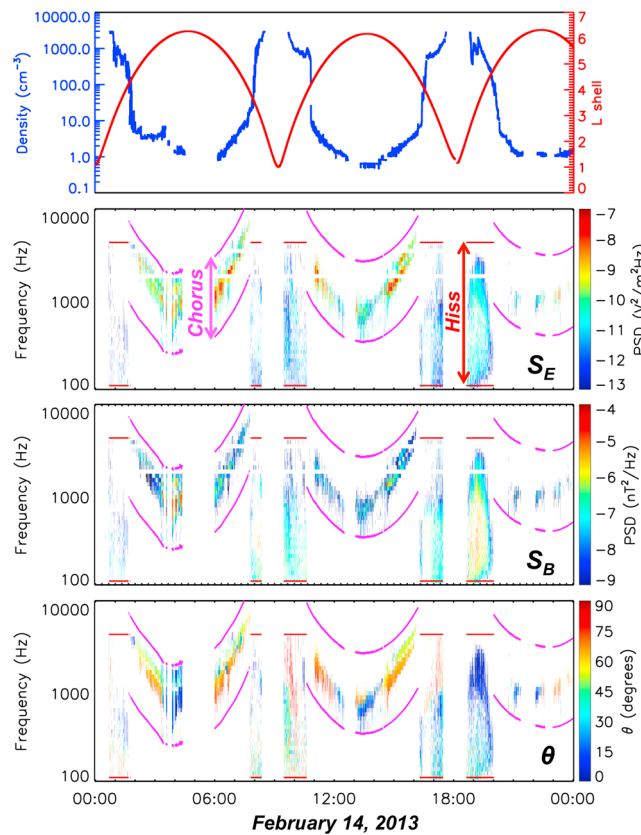 10000.0
1000.0
100.0
10.0
1.0
0.1
Density (cm⁻³)
7
6
5
4
3
2
1
0
L shell
10000
1000
100
Frequency (Hz)
Chorus
Hiss
S_E
-7
-8
-9
-10
-11
-12
-13
PSD (V²/m²Hz)
10000
1000
100
Frequency (Hz)
S_B
-4
-5
-6
-7
-8
-9
PSD (nT²/Hz)
10000
1000
100
Frequency (Hz)
θ
90
75
60
45
30
15
0
θ (degrees)
00:00 06:00 12:00 18:00 00:00
February 14, 2013